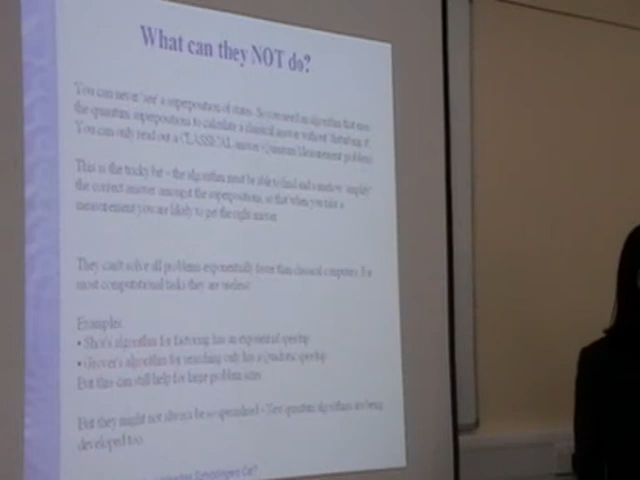 What can they NOT do?
You can never 'see' a superposition of states. So you need an algorithm that uses
the quantum superpositions to calculate a classical answer without 'disturbing' it
You can only read out a CLASSICAL answer (Quantum Measurement problem)
This is the tricky bit – the algorithm must be able to find and somehow 'amplify'
the correct answer amongst the superpositions, so that when you take a
measurement you are likely to get the right answer
They can't solve all problems exponentially faster than classical computers. For
most computational tasks they are useless
Examples:
• Shor's algorithm for factoring has an exponential speedup
• Grover's algorithm for searching only has a quadratic speedup
But this can still help for large problem sizes
But they might not always be so specialised – New quantum algorithms are being
developed too
Cat?